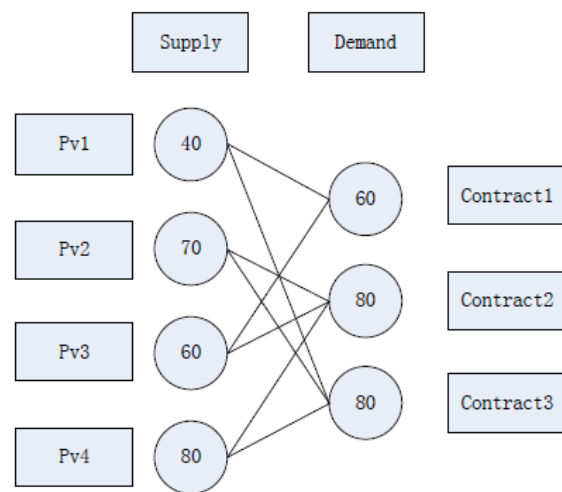 Supply Demand
Pv1 40
60 Contract1
Pv2 70
80 Contract2
Pv3 60
80 Contract3
Pv4 80